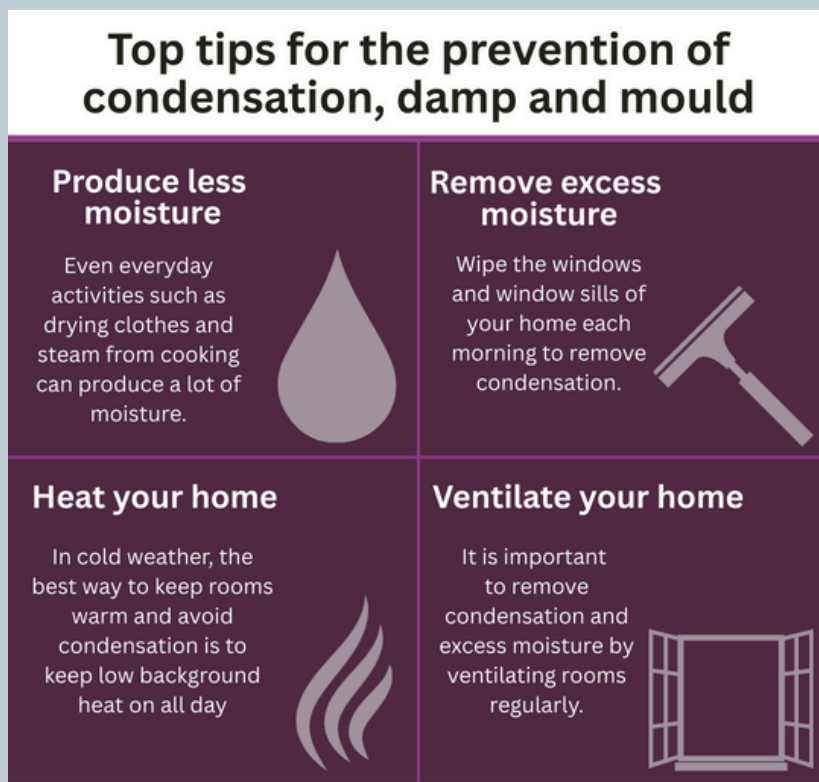 Top tips for the prevention of
condensation, damp and mould
Produce less
moisture
Even everyday
activities such as
drying clothes and
steam from cooking
can produce a lot of
moisture.
Remove excess
moisture
Wipe the windows
and window sills of
your home each
morning to remove
condensation.
Heat your home
In cold weather, the
best way to keep rooms
warm and avoid
condensation is to
keep low background
heat on all day
Ventilate your home
It is important
to remove
condensation and
excess moisture by
ventilating rooms
regularly.